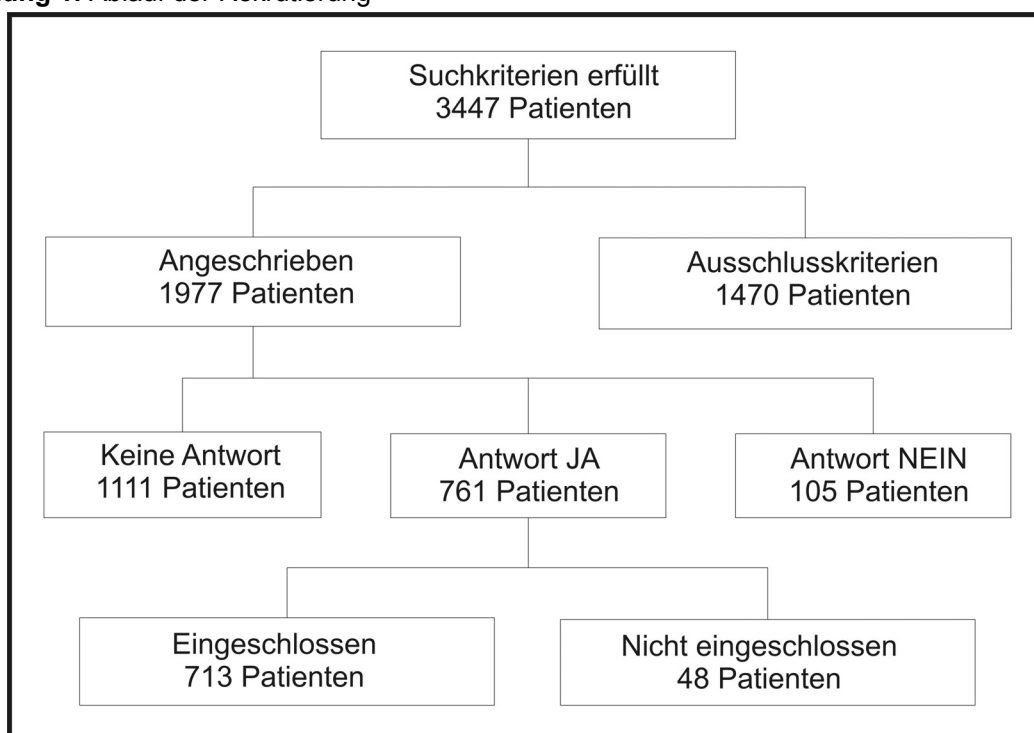 Suchkriterien erfüllt
3447 Patienten
Angeschrieben
1977 Patienten
Ausschlusskriterien
1470 Patienten
Keine Antwort
1111 Patienten
Antwort JA
761 Patienten
Antwort NEIN
105 Patienten
Eingeschlossen
713 Patienten
Nicht eingeschlossen
48 Patienten